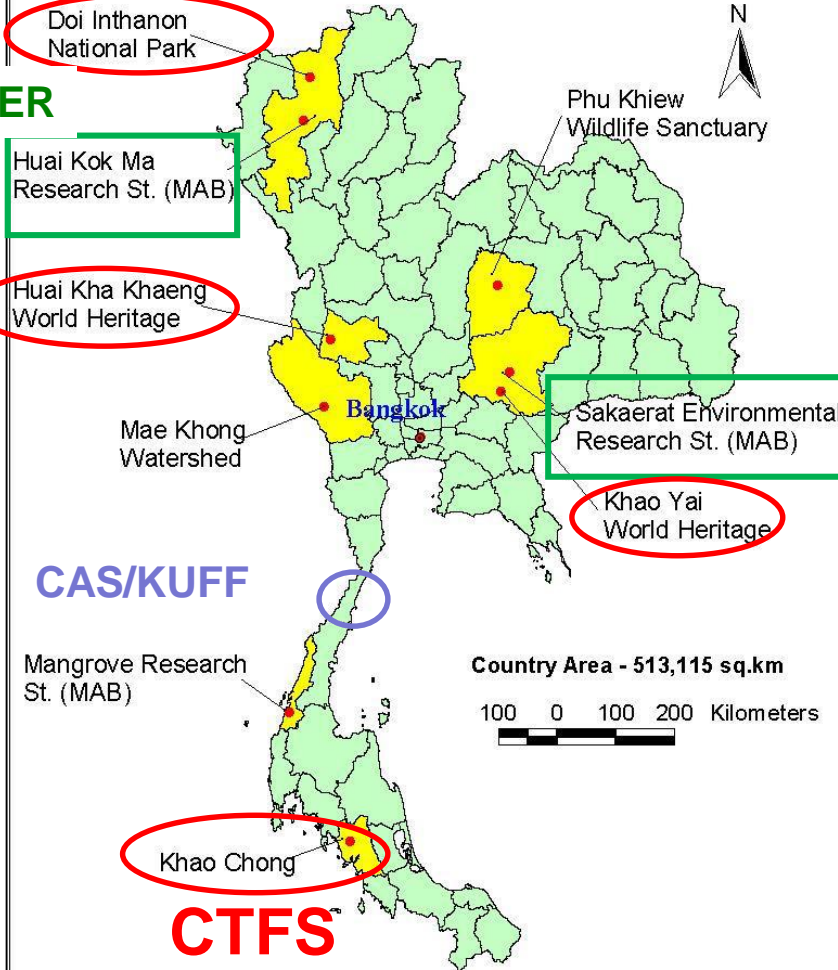 Doi Inthanon
National Park
N
ER
Phu Khiew
Wildlife Sanctuary
Huai Kok Ma
Research St. (MAB)
Huai Kha Khaeng
World Heritage
Bangkok
Mae Khong
Watershed
Sakaerat Environmental
Research St. (MAB)
Khao Yai
World Heritage
CAS/KUFF
Mangrove Research
St. (MAB)
Country Area - 513,115 sq.km
100 0 100 200 Kilometers
Khao Chong
CTFS